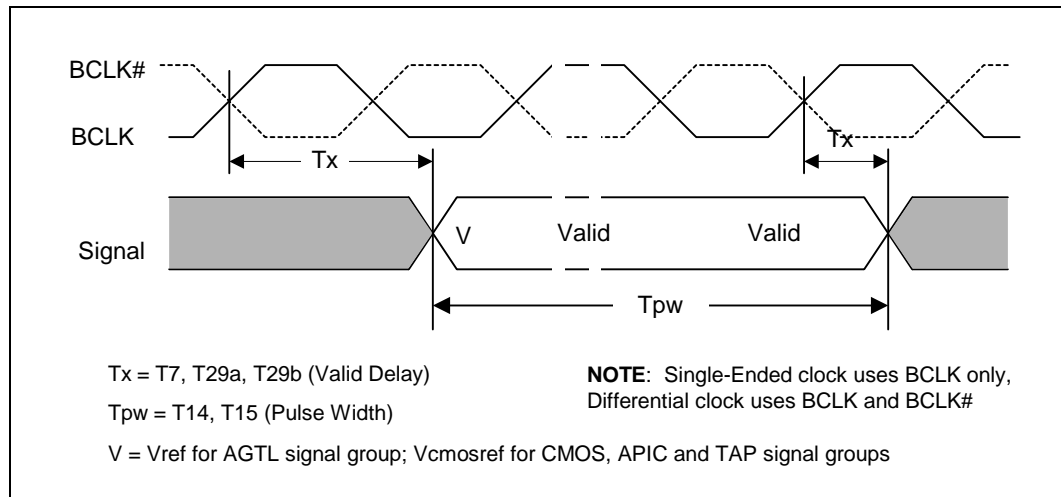 BCLK#
BCLK
Tx
Tx
Signal
V Valid Valid
Tpw
Tx = T7, T29a, T29b (Valid Delay)
Tpw = T14, T15 (Pulse Width)
V = Vref for AGTL signal group; Vcmosref for CMOS, APIC and TAP signal groups
NOTE: Single-Ended clock uses BCLK only,
Differential clock uses BCLK and BCLK#